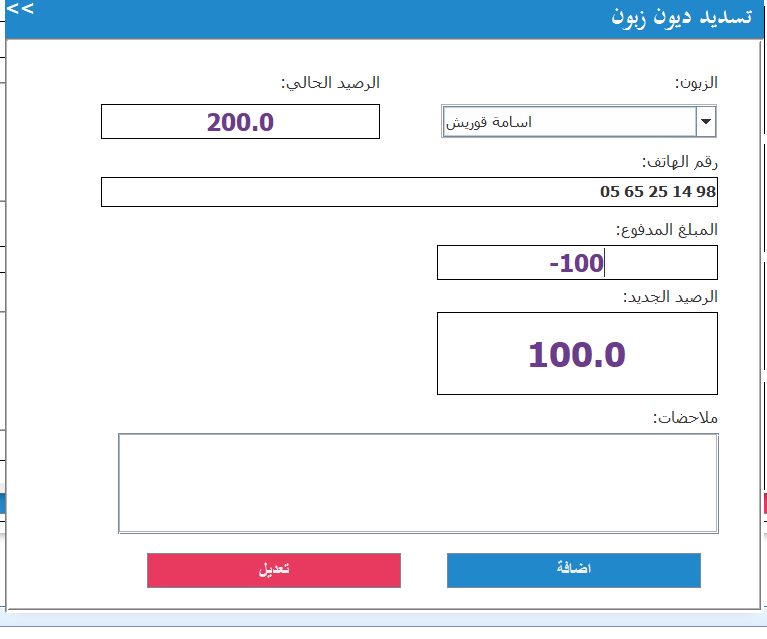 تسديد ديون زبون
>>
الزبون:
الرصيد الحالي:
اسامة قوريش
200.0
رقم الهاتف:
05 65 25 14 98
المبلغ المدفوع:
-100
الرصيد الجديد:
100.0
ملاحضات:
اضافة
تعديل